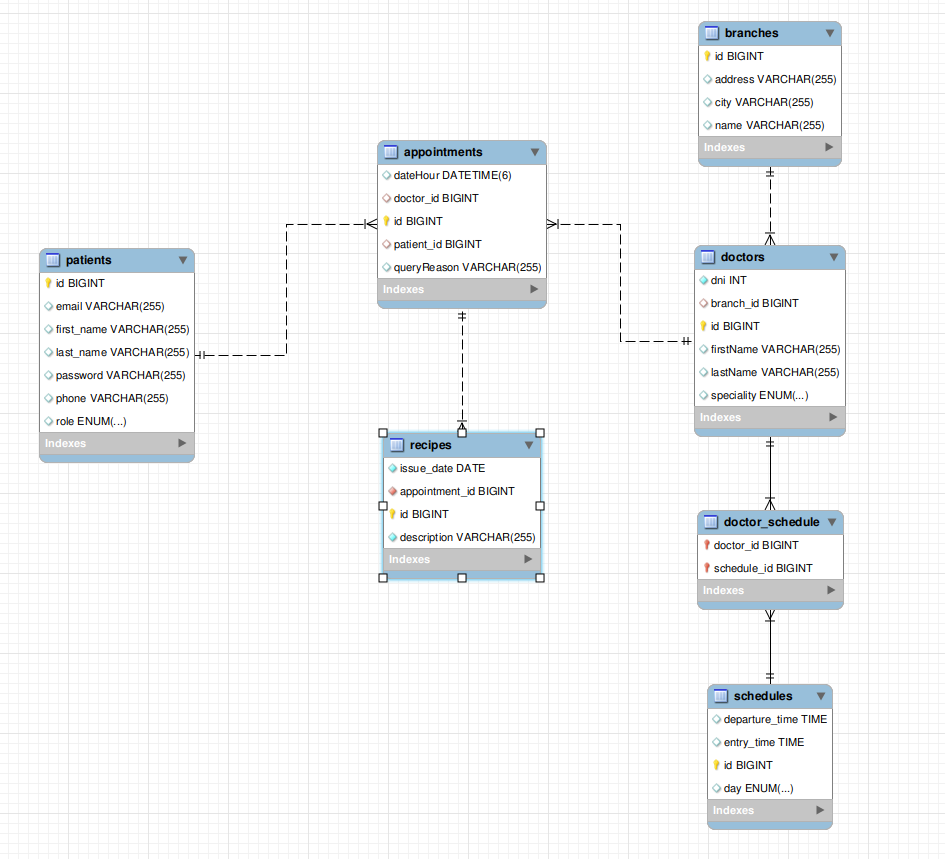 branches
id BIGINT
address VARCHAR(255)
city VARCHAR(255)
name VARCHAR(255)
Indexes
appointments
dateHour DATETIME(6)
doctor_id BIGINT
id BIGINT
patient_id BIGINT
queryReason VARCHAR(255)
Indexes
patients
id BIGINT
email VARCHAR(255)
first_name VARCHAR(255)
last_name VARCHAR(255)
password VARCHAR(255)
phone VARCHAR(255)
role ENUM(...)
Indexes
doctors
dni INT
branch_id BIGINT
id BIGINT
firstName VARCHAR(255)
lastName VARCHAR(255)
speciality ENUM(...)
Indexes
recipes
issue_date DATE
appointment_id BIGINT
id BIGINT
description VARCHAR(255)
Indexes
doctor_schedule
doctor_id BIGINT
schedule_id BIGINT
Indexes
schedules
departure_time TIME
entry_time TIME
id BIGINT
day ENUM(...)
Indexes